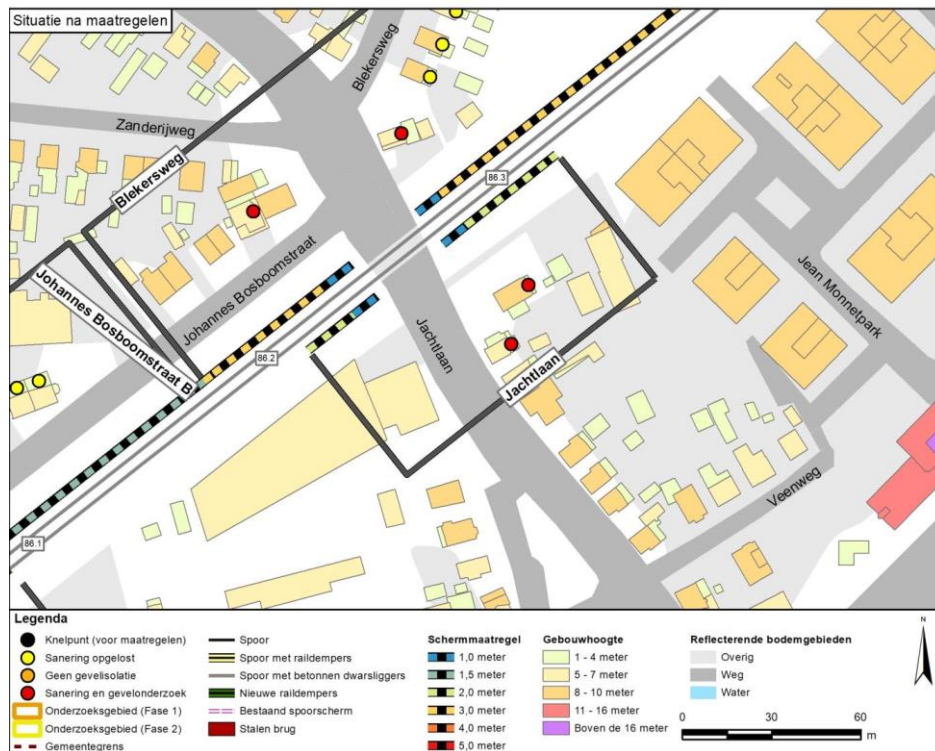 Situatie na maatregelen
Blekersweg
Zanderijweg
Blekersweg
86.3
Johannes Bosboomstraat
Johannes Bosboomstraat B
Jean Monnetpark
86.2
Jachtlaan
Jachtlaan
Veenweg
86.1
Legenda
Knelpunt (voor maatregelen)
Sanering opgelost
Geen gevelisolatie
Sanering en gevelonderzoek
Onderzoeksgebied (Fase 1)
Onderzoeksgebied (Fase 2)
Gemeentegrens
Spoor
Spoor met raildempers
Spoor met betonnen dwarsliggers
Nieuwe raildempers
Bestaand spoorscherm
Stalen brug
Schermmaatregel
1,0 meter
1,5 meter
2,0 meter
3,0 meter
4,0 meter
5,0 meter
Gebouwhoogte
1 - 4 meter
5 - 7 meter
8 - 10 meter
11 - 16 meter
Boven de 16 meter
Reflecterende bodemgebieden
Overig
Weg
Water
N
0 30 60
m